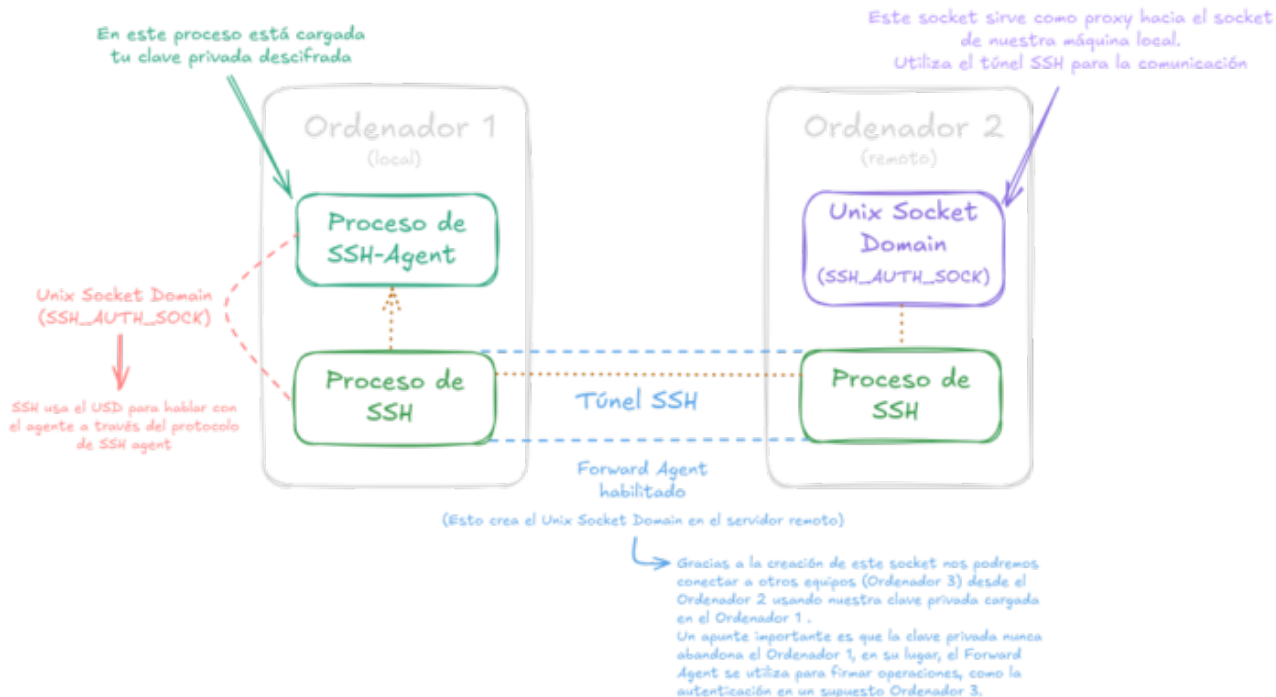 En este proceso está cargada
tu clave privada descifrada
Este socket sirve como proxy hacia el socket
de nuestra máquina local.
Utiliza el túnel SSH para la comunicación
Ordenador 1
(local)
Ordenador 2
(remoto)
Proceso de
SSH-Agent
Unix Socket
Domain
(SSH_AUTH_SOCK)
Unix Socket Domain
(SSH_AUTH_SOCK)
SSH usa el USD para hablar con
el agente a través del protocolo
de SSH agent
Proceso de
SSH
Túnel SSH
Proceso de
SSH
Forward Agent
habilitado
(Esto crea el Unix Socket Domain en el servidor remoto)
Gracias a la creación de este socket nos podremos
conectar a otros equipos (Ordenador 3) desde el
Ordenador 2 usando nuestra clave privada cargada
en el Ordenador 1 .
Un apunte importante es que la clave privada nunca
abandona el Ordenador 1, en su lugar, el Forward
Agent se utiliza para firmar operaciones, como la
autenticación en un supuesto Ordenador 3.